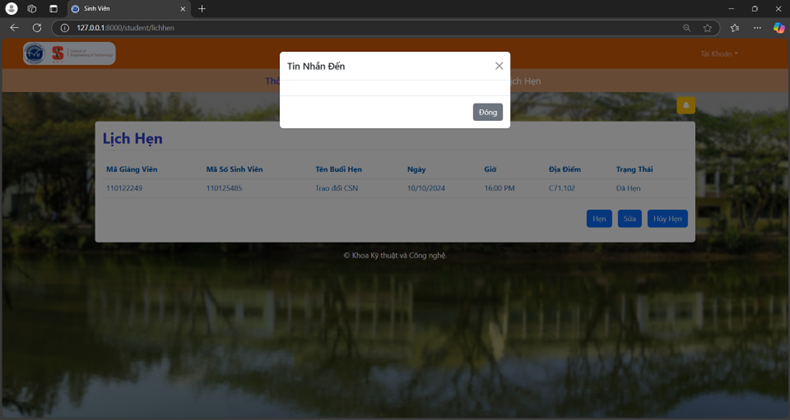 Sinh Viên
127.0.0.1:8000/student/lichhen
Tài Khoản
Tin Nhắn Đến
Đóng
Lịch Hẹn
Mã Giảng Viên Mã Số Sinh Viên Tên Buổi Hẹn Ngày Giờ Địa Điểm Trạng Thái
110122249 110125485 Trao đổi CSN 10/10/2024 16:00 PM C71.102 Đã Hẹn
Hẹn Sửa Hủy Hẹn
© Khoa Kỹ thuật và Công nghệ.